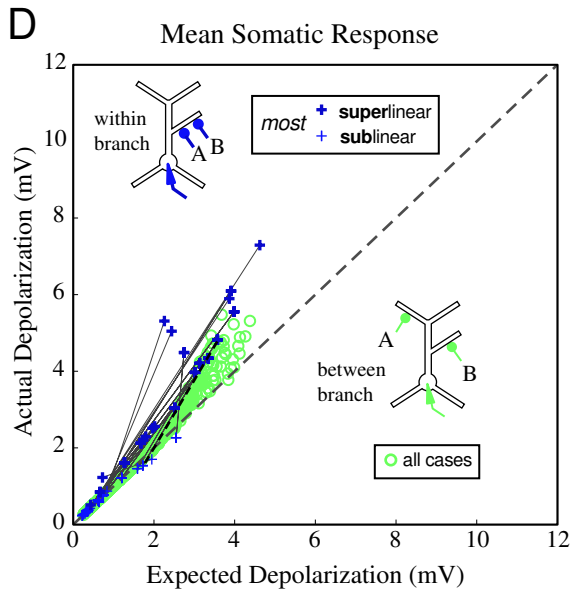 D
Mean Somatic Response
12
10
8
6
4
2
0
Actual Depolarization (mV)
within
branch
A
B
most
superlinear
sublinear
A
B
between
branch
all cases
0
2
4
6
8
10
12
Expected Depolarization (mV)